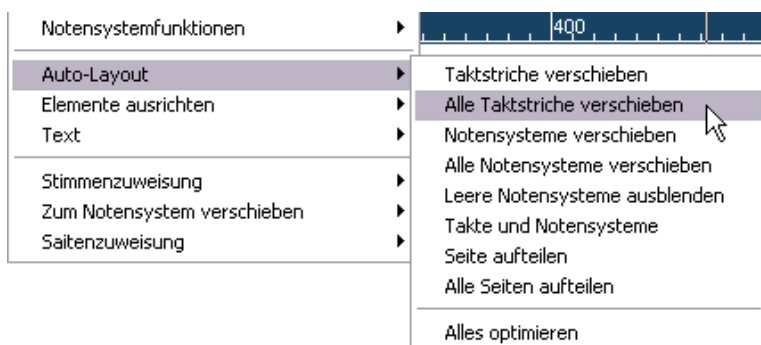 Notensystemfunktionen
400
Auto-Layout
Elemente ausrichten
Text
Stimmenzuweisung
Zum Notensystem verschieben
Saitenzuweisung
Taktstriche verschieben
Alle Taktstriche verschieben
Notensysteme verschieben
Alle Notensysteme verschieben
Leere Notensysteme ausblenden
Takte und Notensysteme
Seite aufteilen
Alle Seiten aufteilen
Alles optimieren